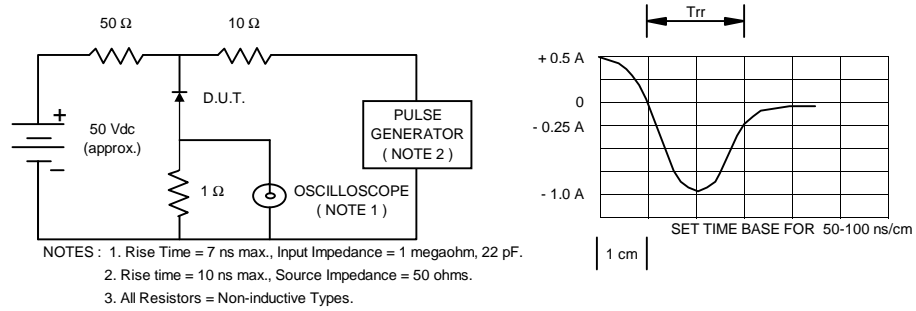 50 Ω
10 Ω
D.U.T.
+
50 Vdc
(approx.)
−
1 Ω
PULSE
GENERATOR
( NOTE 2 )
OSCILLOSCOPE
( NOTE 1 )
Trr
+ 0.5 A
0
- 0.25 A
- 1.0 A
SET TIME BASE FOR 50-100 ns/cm
1 cm
NOTES : 1. Rise Time = 7 ns max., Input Impedance = 1 megaohm, 22 pF.
2. Rise time = 10 ns max., Source Impedance = 50 ohms.
3. All Resistors = Non-inductive Types.